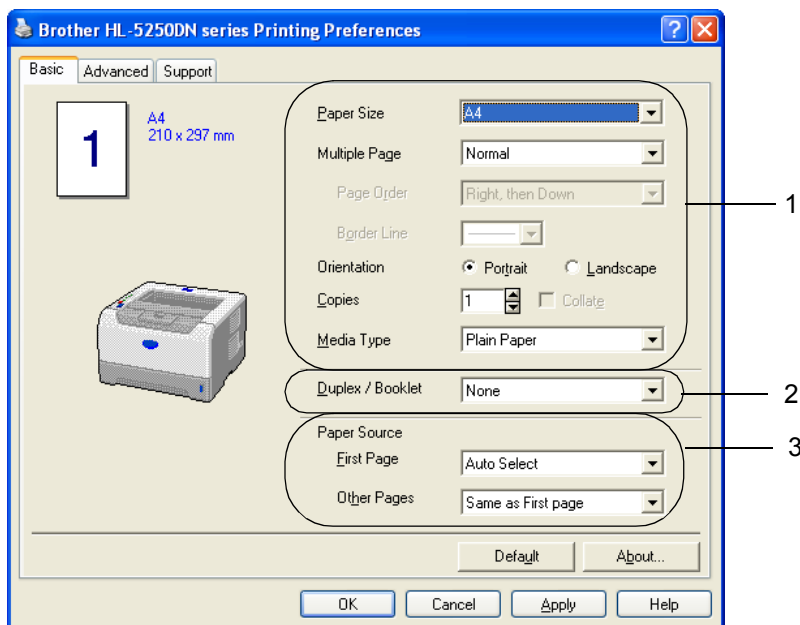 Brother HL-5250DN series Printing Preferences
Basic Advanced Support
1
A4
210 x 297 mm
Paper Size A4
Multiple Page Normal
Page Order Right, then Down
Border Line
Orientation Portrait Landscape
Copies 1 Collate
Media Type Plain Paper
1
Duplex / Booklet None
2
Paper Source
3
First Page Auto Select
Other Pages Same as First page
Default About...
OK Cancel Apply Help